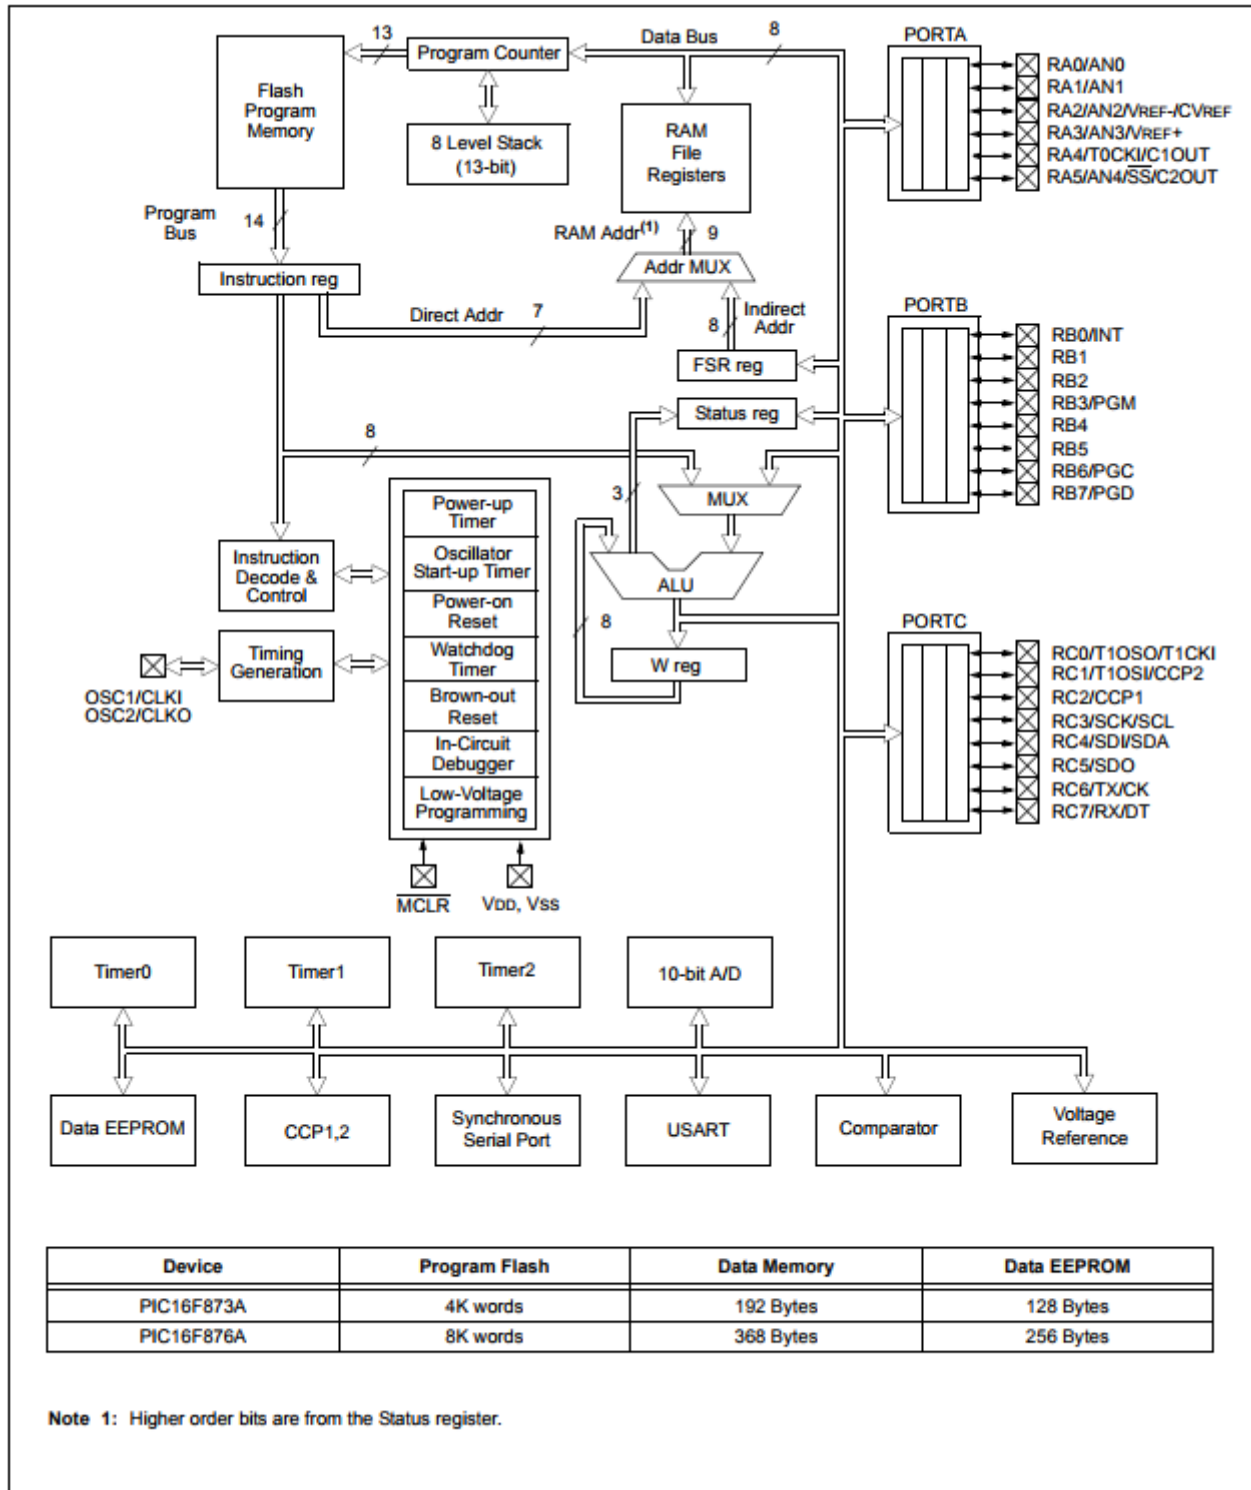 13
Program Counter
Data Bus
8
PORTA
Flash
Program
Memory
8 Level Stack
(13-bit)
RAM
File
Registers
RA0/AN0
RA1/AN1
RA2/AN2/VREF-/CVREF
RA3/AN3/VREF+
RA4/T0CKI/C1OUT
RA5/AN4/SS/C2OUT
Program
Bus
14
RAM Addr(1)
9
Instruction reg
Addr MUX
Direct Addr
7
8
Indirect
Addr
FSR reg
Status reg
PORTB
RB0/INT
RB1
RB2
RB3/PGM
RB4
RB5
RB6/PGC
RB7/PGD
8
3
MUX
Power-up
Timer
Oscillator
Start-up Timer
Power-on
Reset
Watchdog
Timer
Brown-out
Reset
In-Circuit
Debugger
Low-Voltage
Programming
Instruction
Decode &
Control
Timing
Generation
OSC1/CLKI
OSC2/CLKO
ALU
8
W reg
PORTC
RC0/T1OSO/T1CKI
RC1/T1OSI/CCP2
RC2/CCP1
RC3/SCK/SCL
RC4/SDI/SDA
RC5/SDO
RC6/TX/CK
RC7/RX/DT
MCLR
VDD, VSS
Timer0
Timer1
Timer2
10-bit A/D
Data EEPROM
CCP1,2
Synchronous
Serial Port
USART
Comparator
Voltage
Reference
Device Program Flash Data Memory Data EEPROM
PIC16F873A 4K words 192 Bytes 128 Bytes
PIC16F876A 8K words 368 Bytes 256 Bytes
Note 1: Higher order bits are from the Status register.